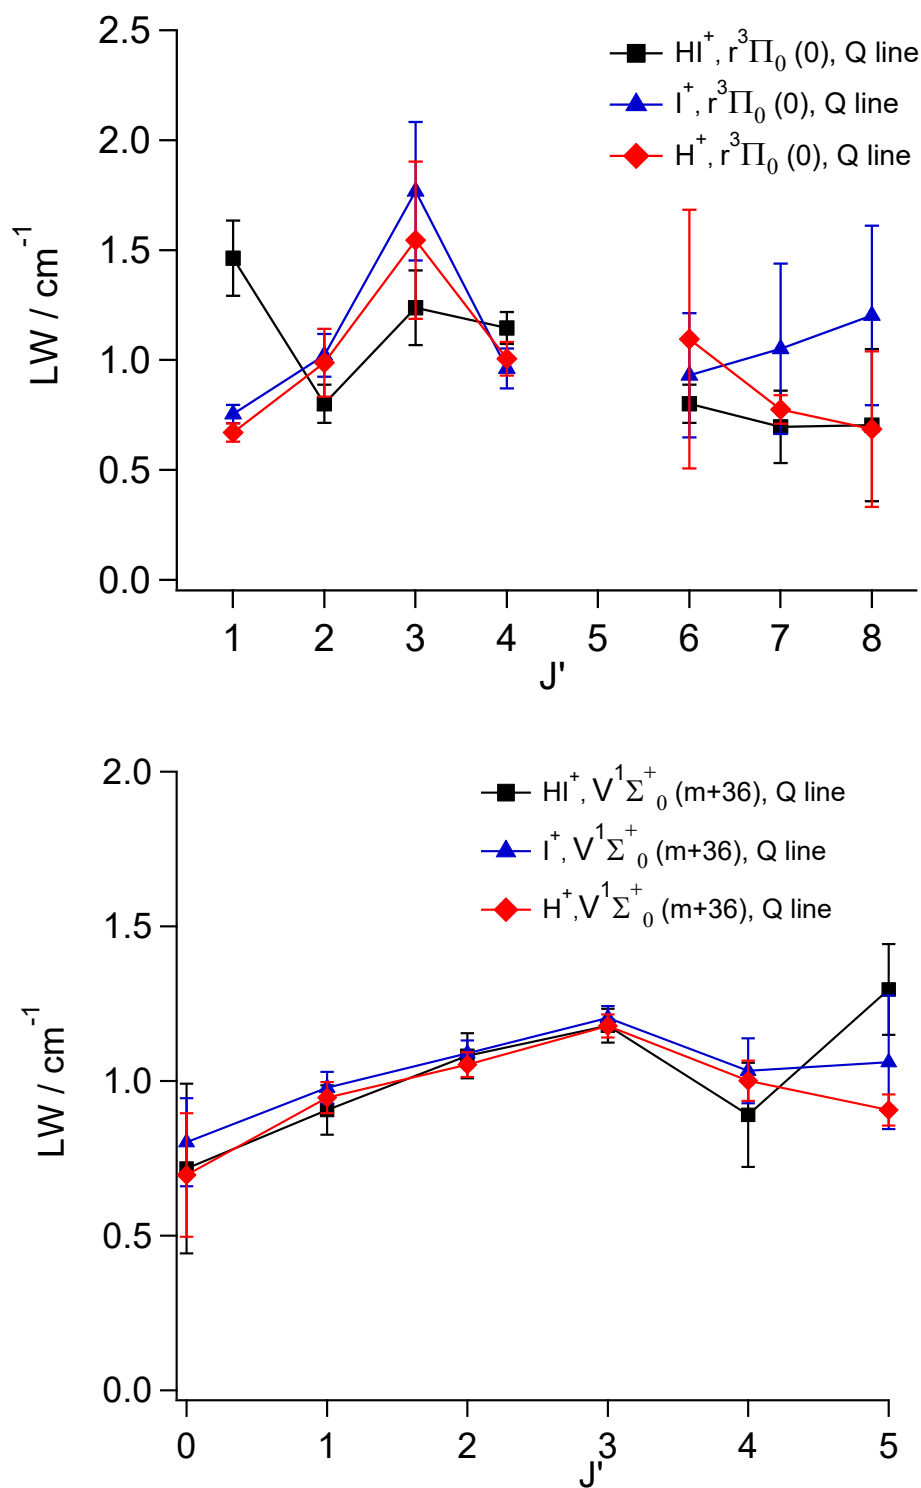 2.5
HI⁺, r³Π₀ (0), Q line
I⁺, r³Π₀ (0), Q line
2.0
H⁺, r³Π₀ (0), Q line
1.5
LW / cm⁻¹
1.0
0.5
0.0
1 2 3 4 5 6 7 8
J'
2.0
HI⁺, V¹Σ⁺₀ (m+36), Q line
I⁺, V¹Σ⁺₀ (m+36), Q line
H⁺,V¹Σ⁺₀ (m+36), Q line
1.5
LW / cm⁻¹
1.0
0.5
0.0
0 1 2 3 4 5
J'